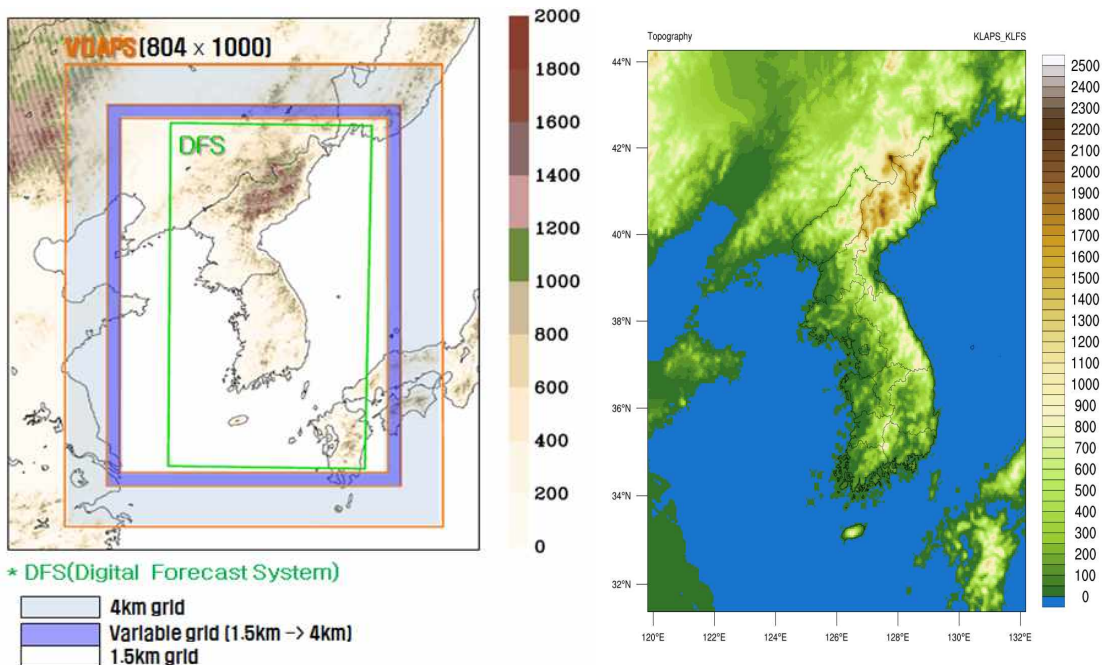 VDAPS(804 x 1000)
DFS
2000
1800
1600
1400
1200
1000
800
600
400
200
0
* DFS(Digital Forecast System)
4km grid
Variable grid (1.5km -> 4km)
1.5km grid
Topography
KLAPS_KLFS
44°N
42°N
40°N
38°N
36°N
34°N
32°N
120°E
122°E
124°E
126°E
128°E
130°E
132°E
2500
2400
2300
2200
2100
2000
1900
1800
1700
1600
1500
1400
1300
1200
1100
1000
900
800
700
600
500
400
300
200
100
0